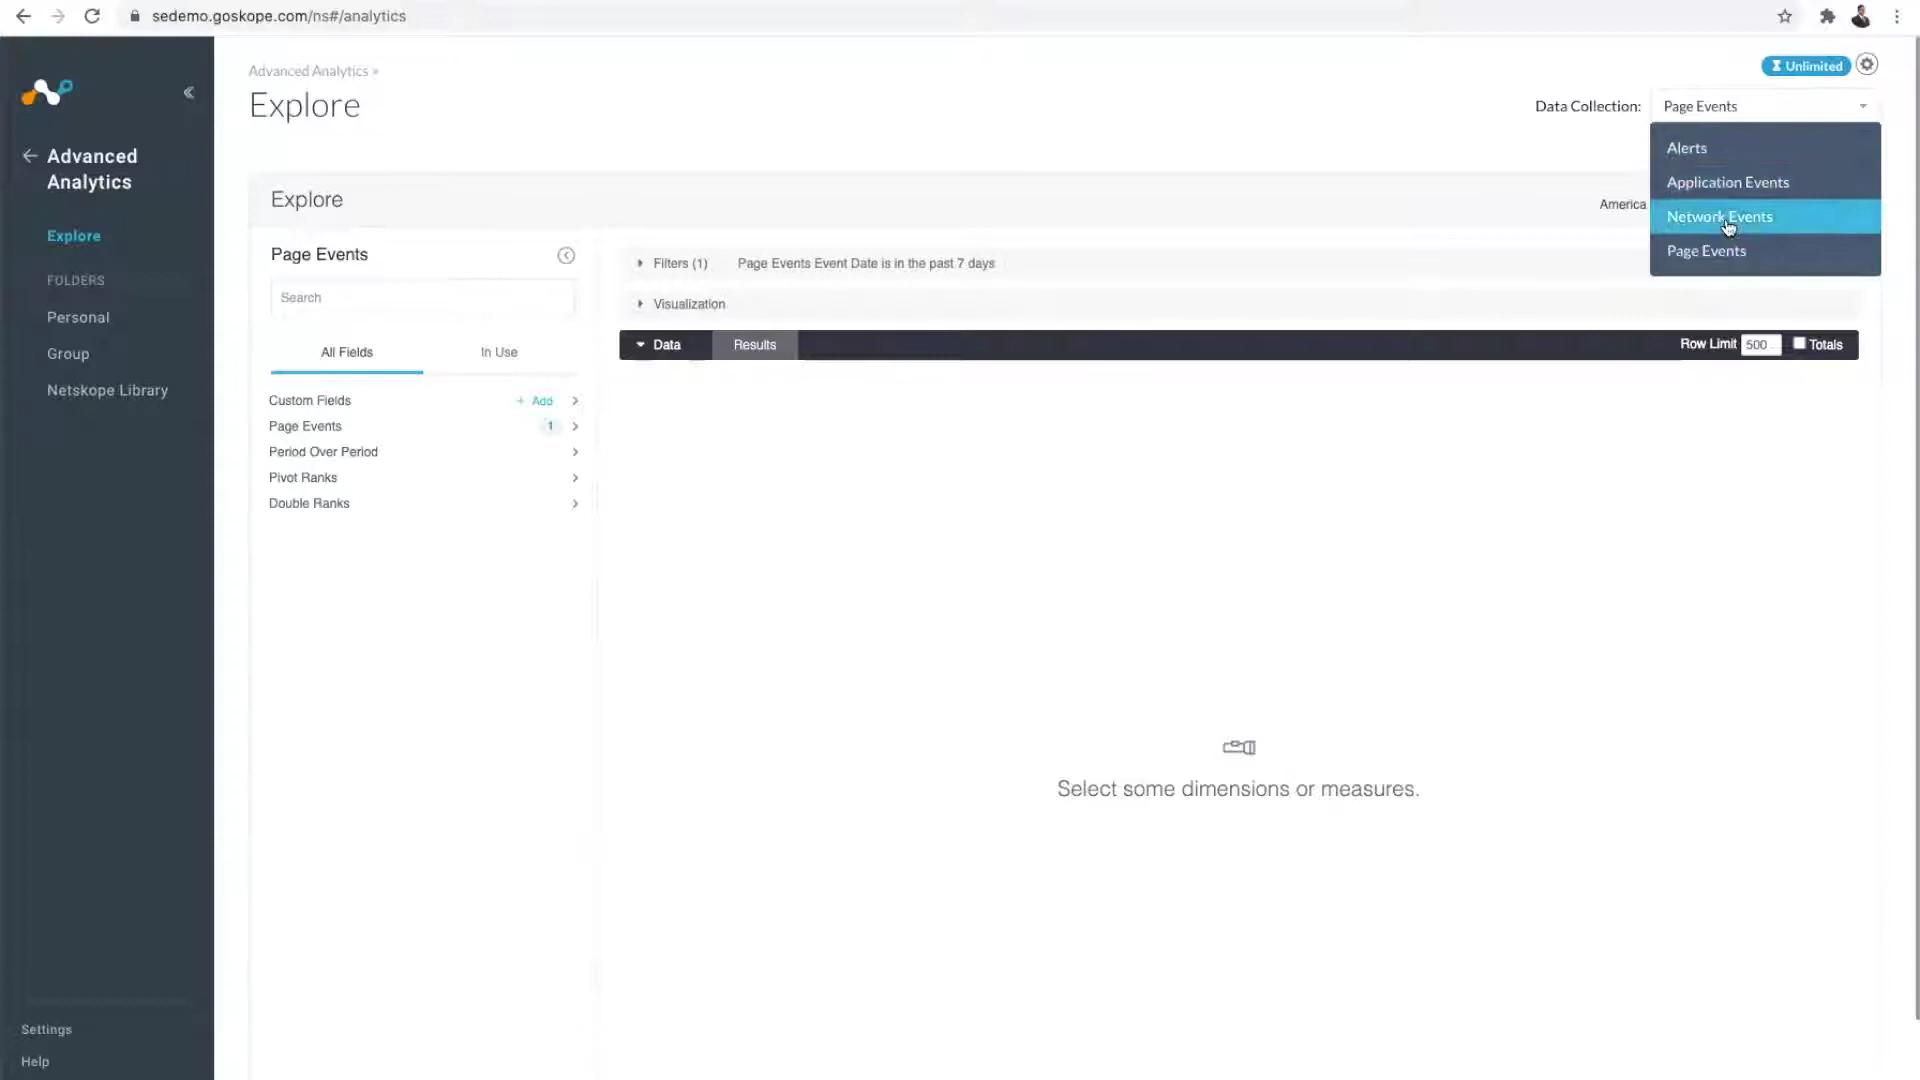 sedemo.goskope.com/ns#/analytics
Advanced Analytics »
Explore
Unlimited
Data Collection: Page Events
Alerts
Application Events
Network Events
Page Events
Advanced
Analytics
Explore
FOLDERS
Personal
Group
Netskope Library
Settings
Help
Explore
America
Page Events
Search
All Fields In Use
Custom Fields + Add
Page Events 1
Period Over Period
Pivot Ranks
Double Ranks
Filters (1) Page Events Event Date is in the past 7 days
Visualization
Data Results Row Limit 500 Totals
Select some dimensions or measures.